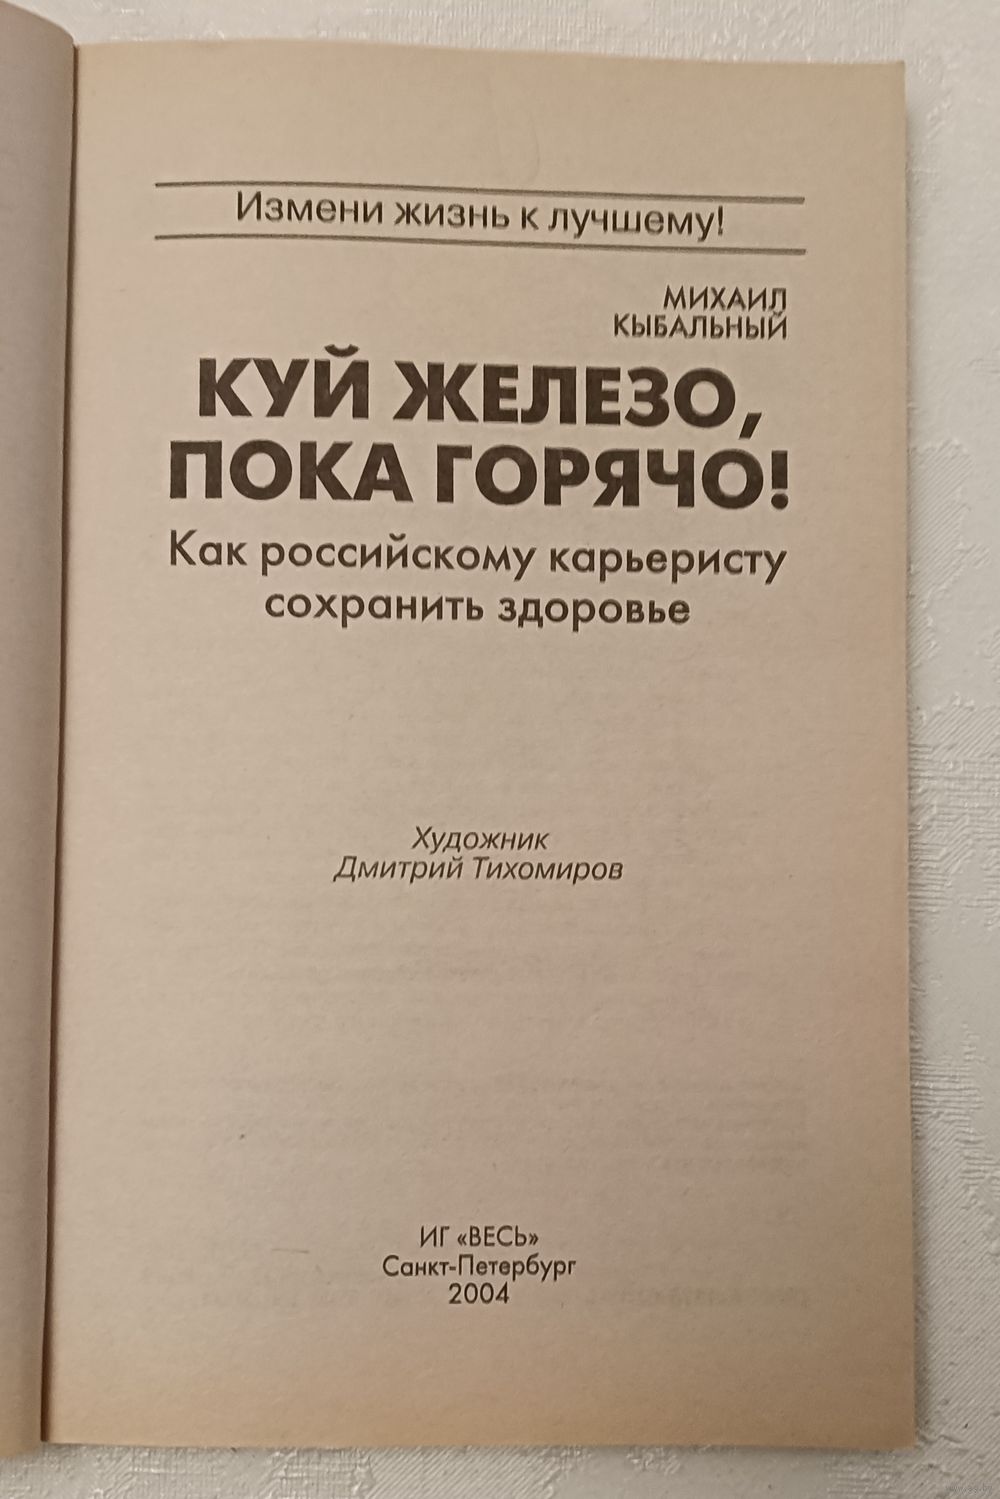 Измени жизнь к лучшему!
МИХАИЛ
КЫБАЛЬНЫЙ
КУЙ ЖЕЛЕЗО,
ПОКА ГОРЯЧО!
Как российскому карьеристу
сохранить здоровье
Художник
Дмитрий Тихомиров
ИГ «ВЕСЬ»
Санкт-Петербург
2004